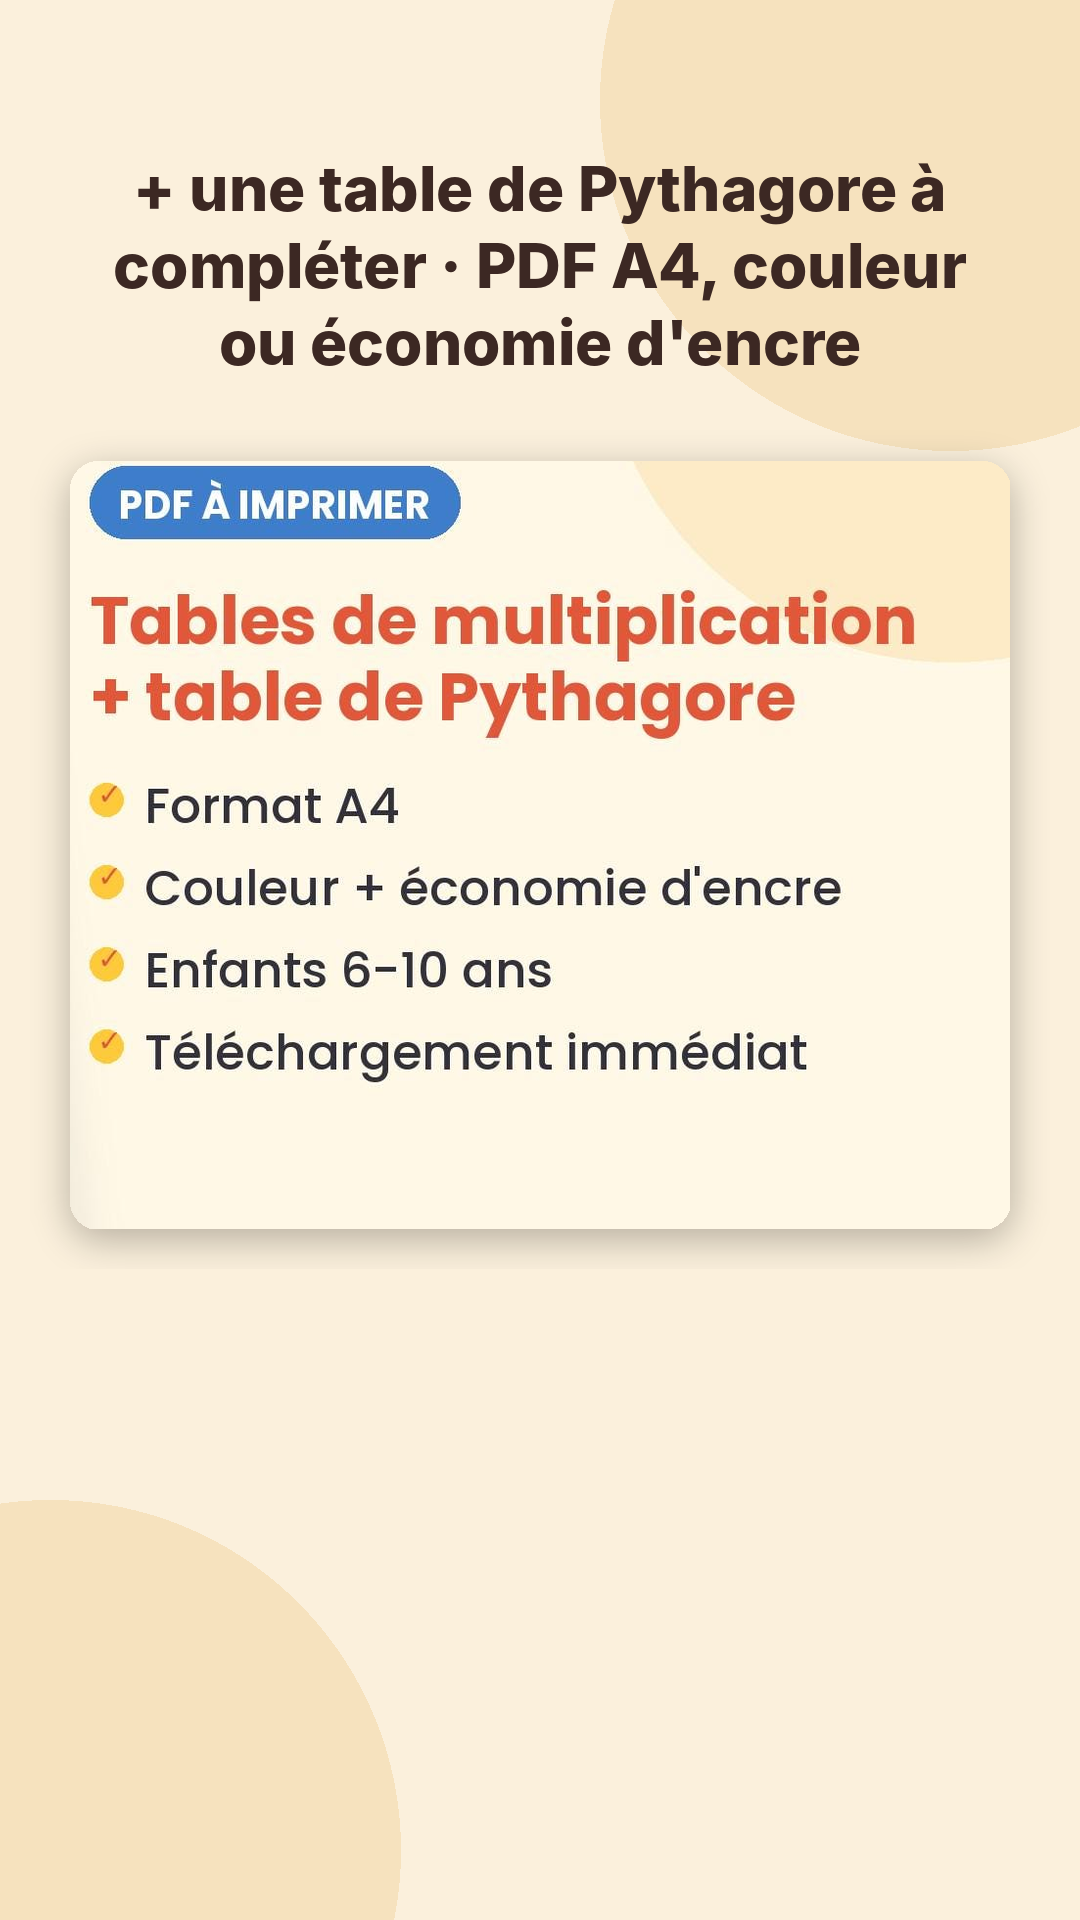 + une table de Pythagore à
compléter · PDF A4, couleur
ou économie d'encre
PDF À IMPRIMER
Tables de multiplication
+ table de Pythagore
✓ Format A4
✓ Couleur + économie d'encre
✓ Enfants 6-10 ans
✓ Téléchargement immédiat